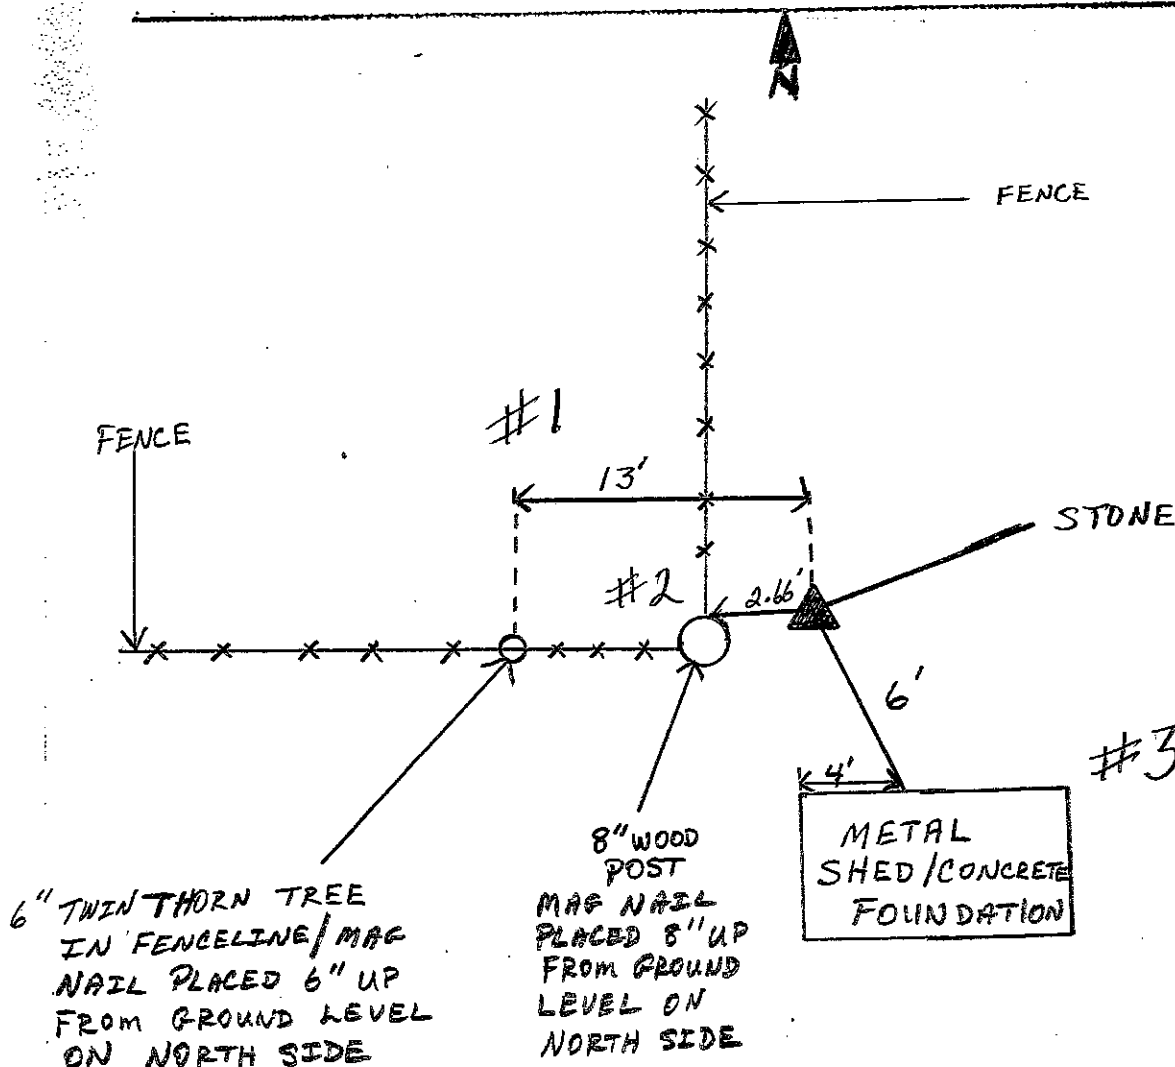 N
FENCE
#1
FENCE
13'
STONE
#2
2.66'
6'
#3
4'
METAL
SHED/CONCRETE
FOUNDATION
8" WOOD
POST
MAG NAIL
PLACED 8" UP
FROM GROUND
LEVEL ON
NORTH SIDE
6" TWIN THORN TREE
IN FENCELINE/MAG
NAIL PLACED 6" UP
FROM GROUND LEVEL
ON NORTH SIDE